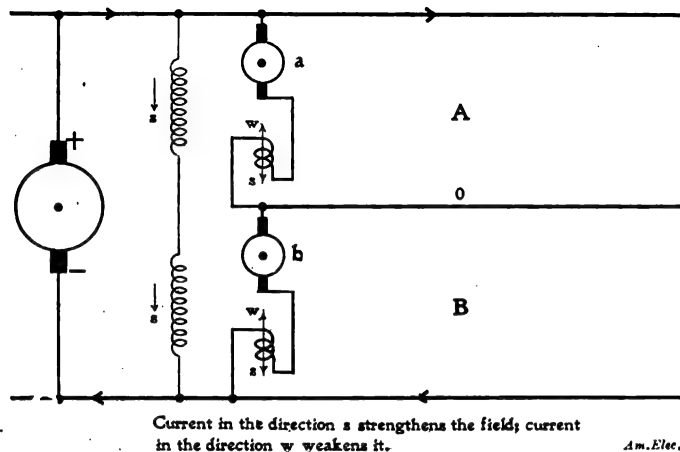 a
s
w
A
+
s
0
−
b
w
s
B
s
Current in the direction s strengthens the field; current
in the direction w weakens it.
Am. Elec.